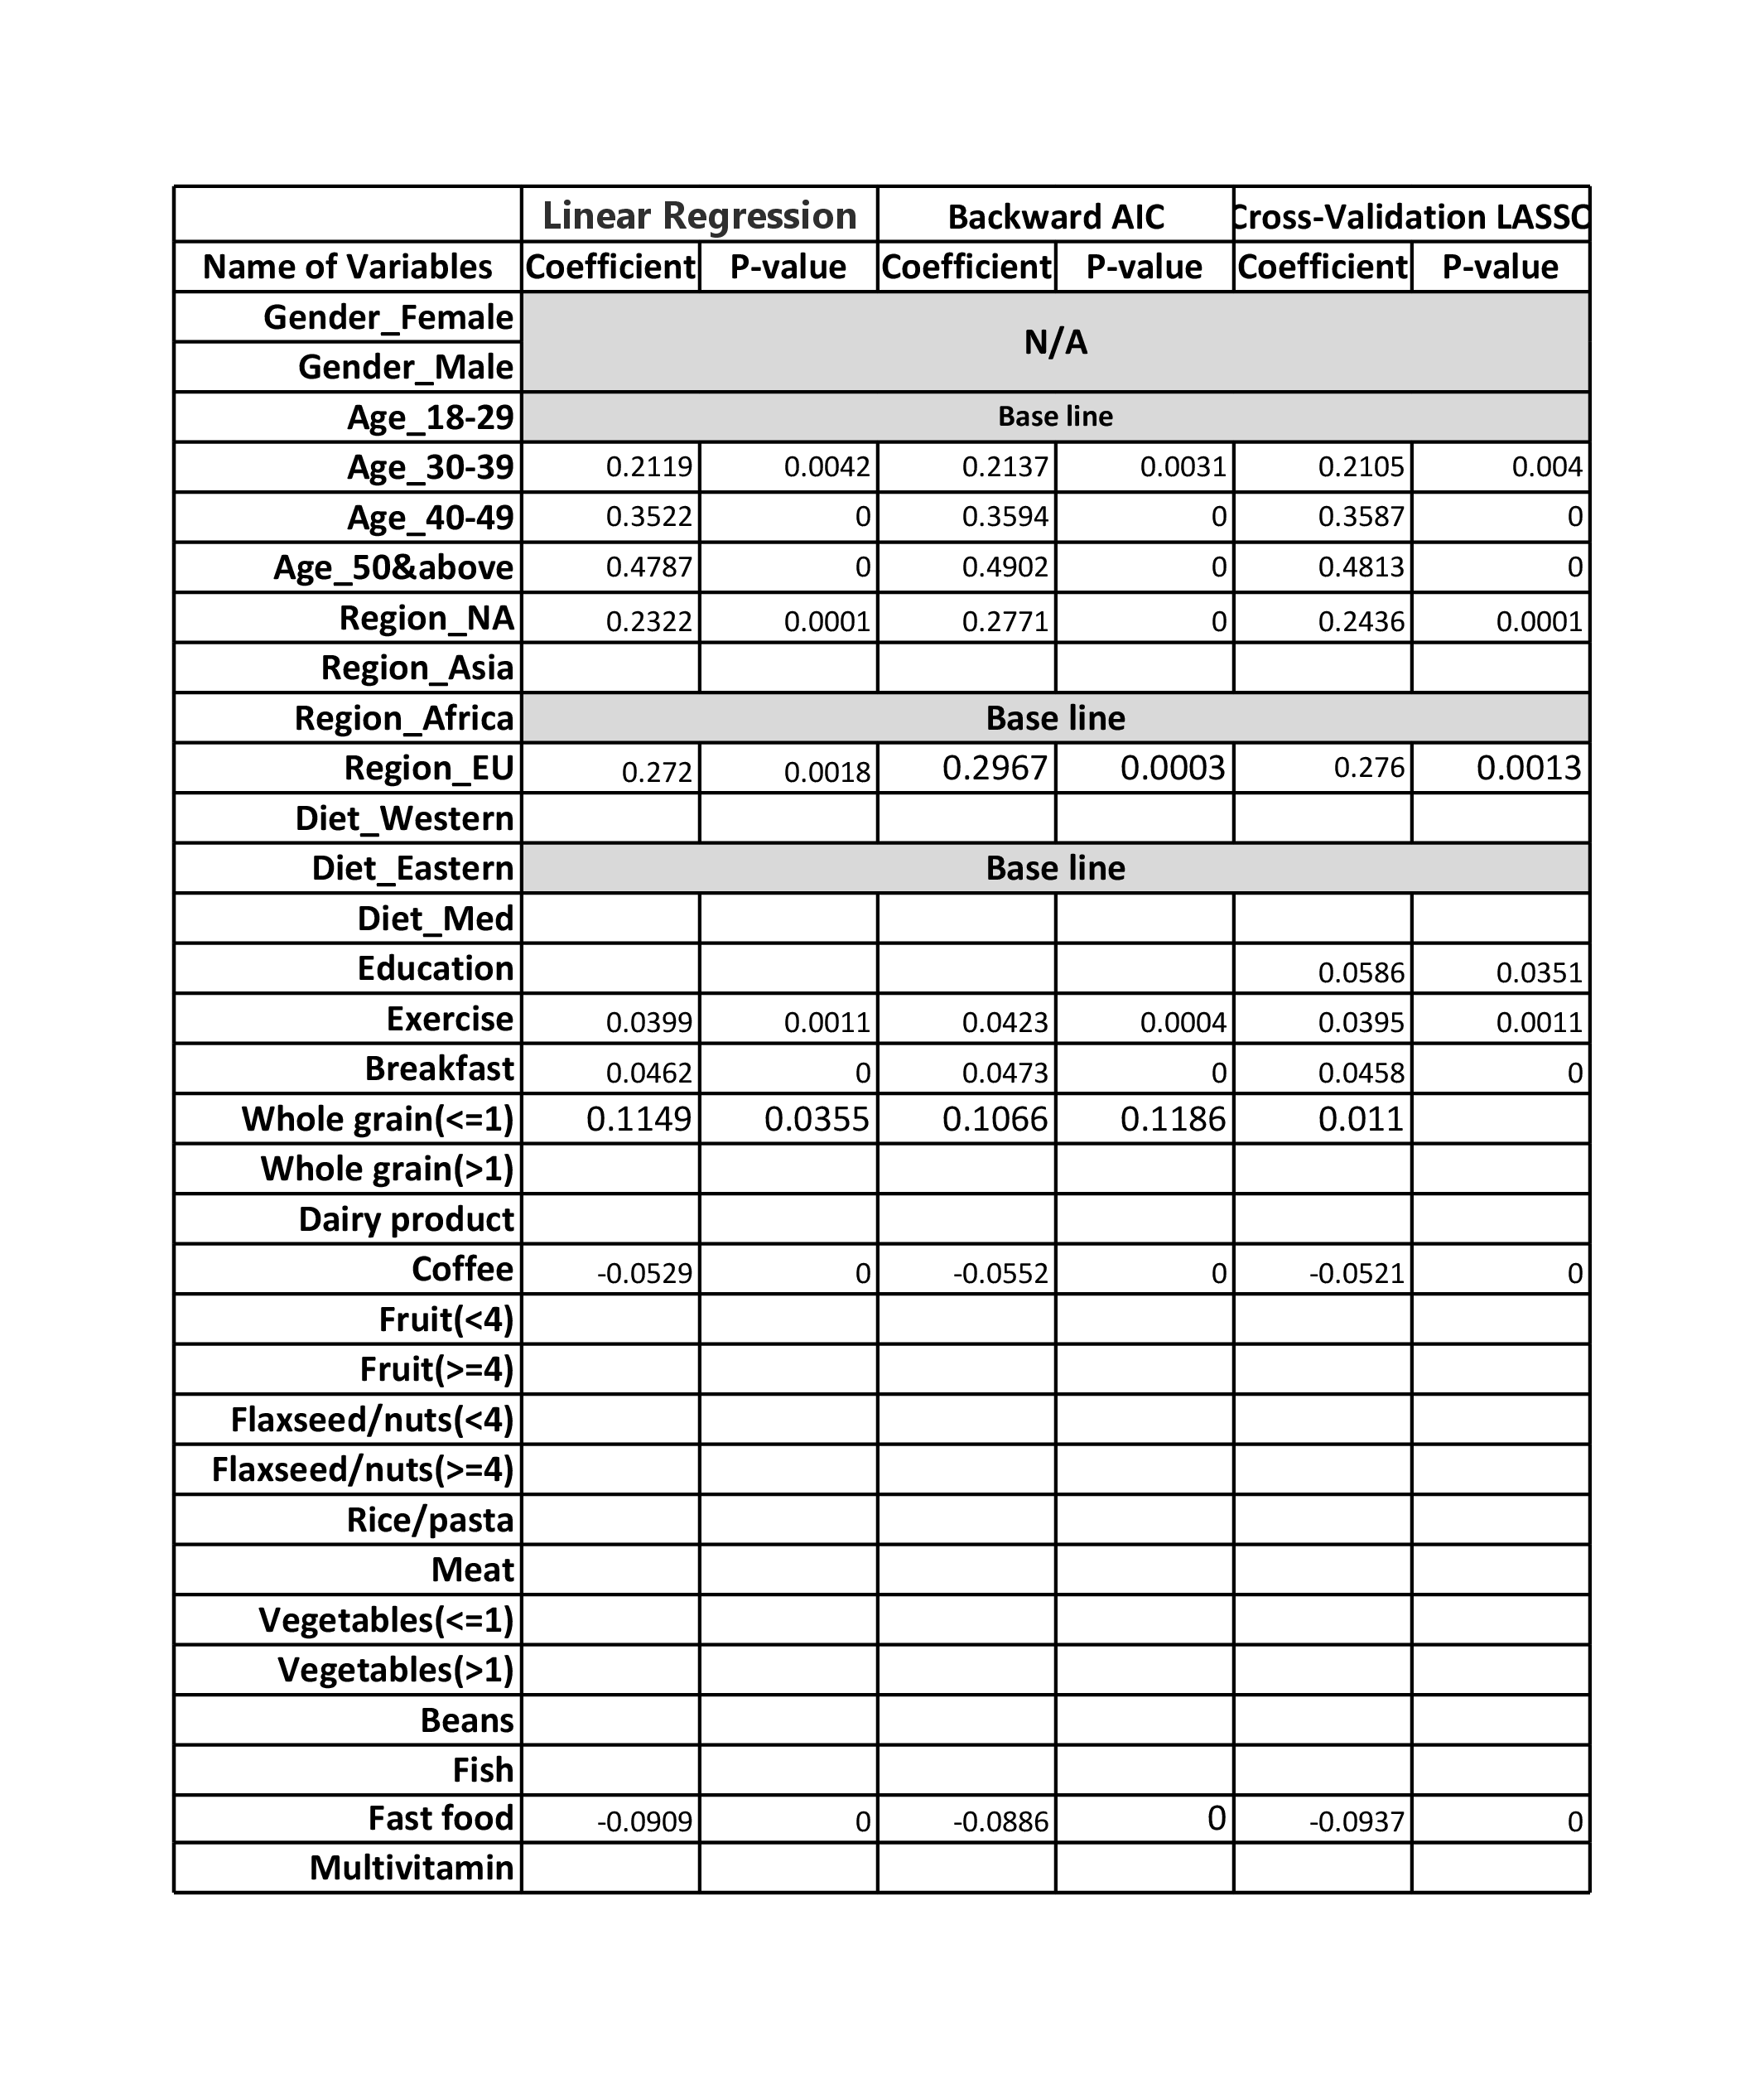 Linear Regression Backward AIC Cross-Validation LASSO
Name of Variables Coefficient P-value Coefficient P-value Coefficient P-value
Gender_Female
N/A
Gender_Male
Age_18-29 Base line
Age_30-39 0.2119 0.0042 0.2137 0.0031 0.2105 0.004
Age_40-49 0.3522 0 0.3594 0 0.3587 0
Age_50&above 0.4787 0 0.4902 0 0.4813 0
Region_NA 0.2322 0.0001 0.2771 0 0.2436 0.0001
Region_Asia
Region_Africa Base line
Region_EU 0.272 0.0018 0.2967 0.0003 0.276 0.0013
Diet_Western
Diet_Eastern Base line
Diet_Med
Education 0.0586 0.0351
Exercise 0.0399 0.0011 0.0423 0.0004 0.0395 0.0011
Breakfast 0.0462 0 0.0473 0 0.0458 0
Whole grain(<=1) 0.1149 0.0355 0.1066 0.1186 0.011
Whole grain(>1)
Dairy product
Coffee -0.0529 0 -0.0552 0 -0.0521 0
Fruit(<4)
Fruit(>=4)
Flaxseed/nuts(<4)
Flaxseed/nuts(>=4)
Rice/pasta
Meat
Vegetables(<=1)
Vegetables(>1)
Beans
Fish
Fast food -0.0909 0 -0.0886 0 -0.0937 0
Multivitamin